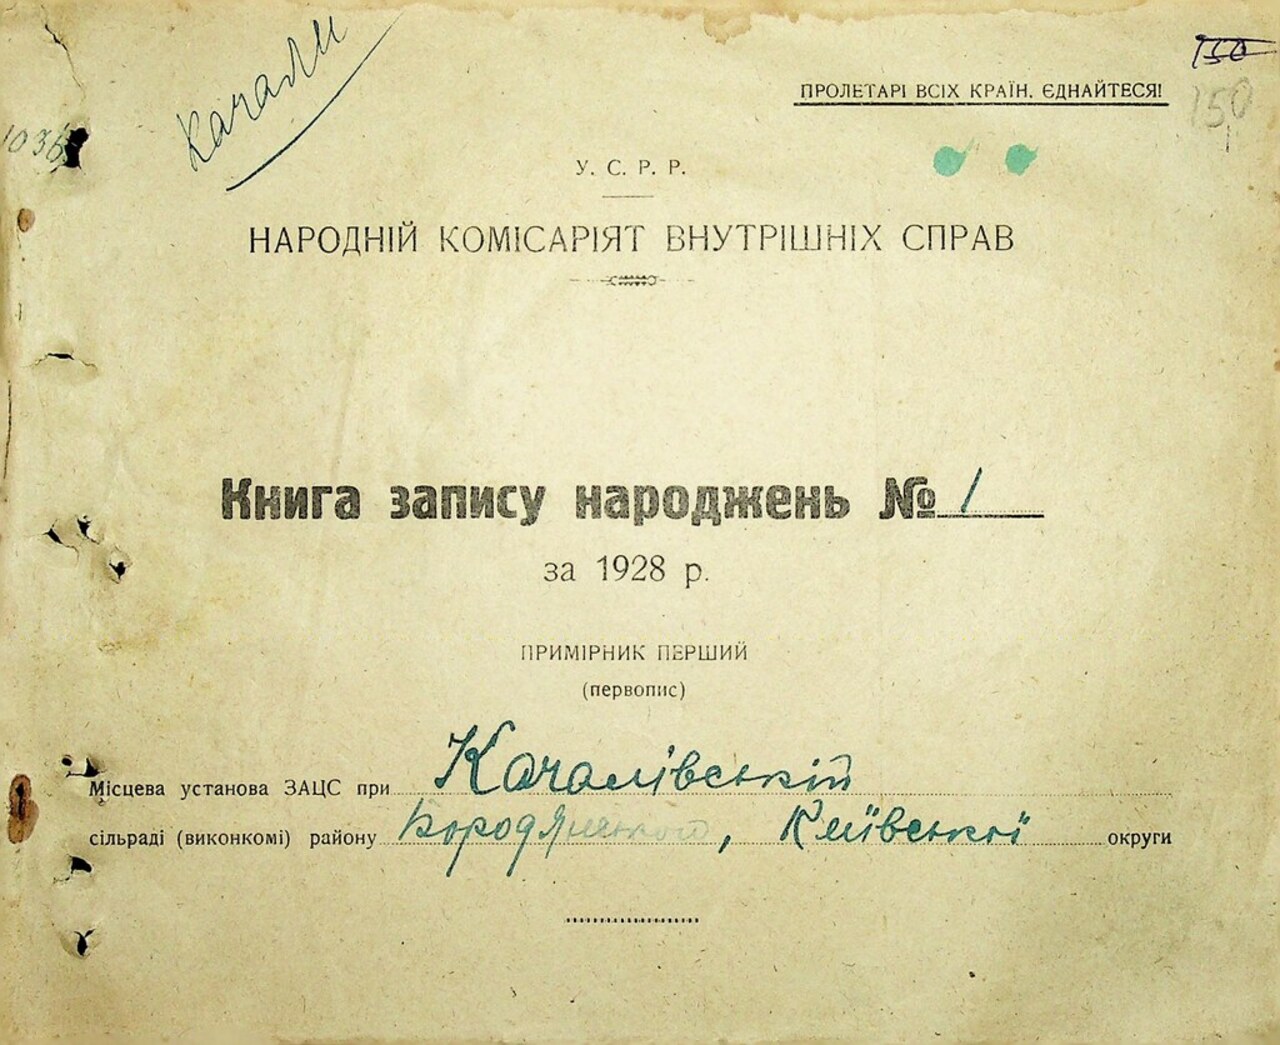 Качали
150
ПРОЛЕТАРІ ВСІХ КРАЇН, ЄДНАЙТЕСЯ!
150
1036
У. С. Р. Р.
НАРОДНІЙ КОМІСАРІЯТ ВНУТРІШНІХ СПРАВ
Книга запису народжень № 1
за 1928 р.
ПРИМІРНИК ПЕРШИЙ
(первопис)
Місцева установа ЗАЦС при Качалівській
сільраді (виконкомі) району Бородянського, Київської округи